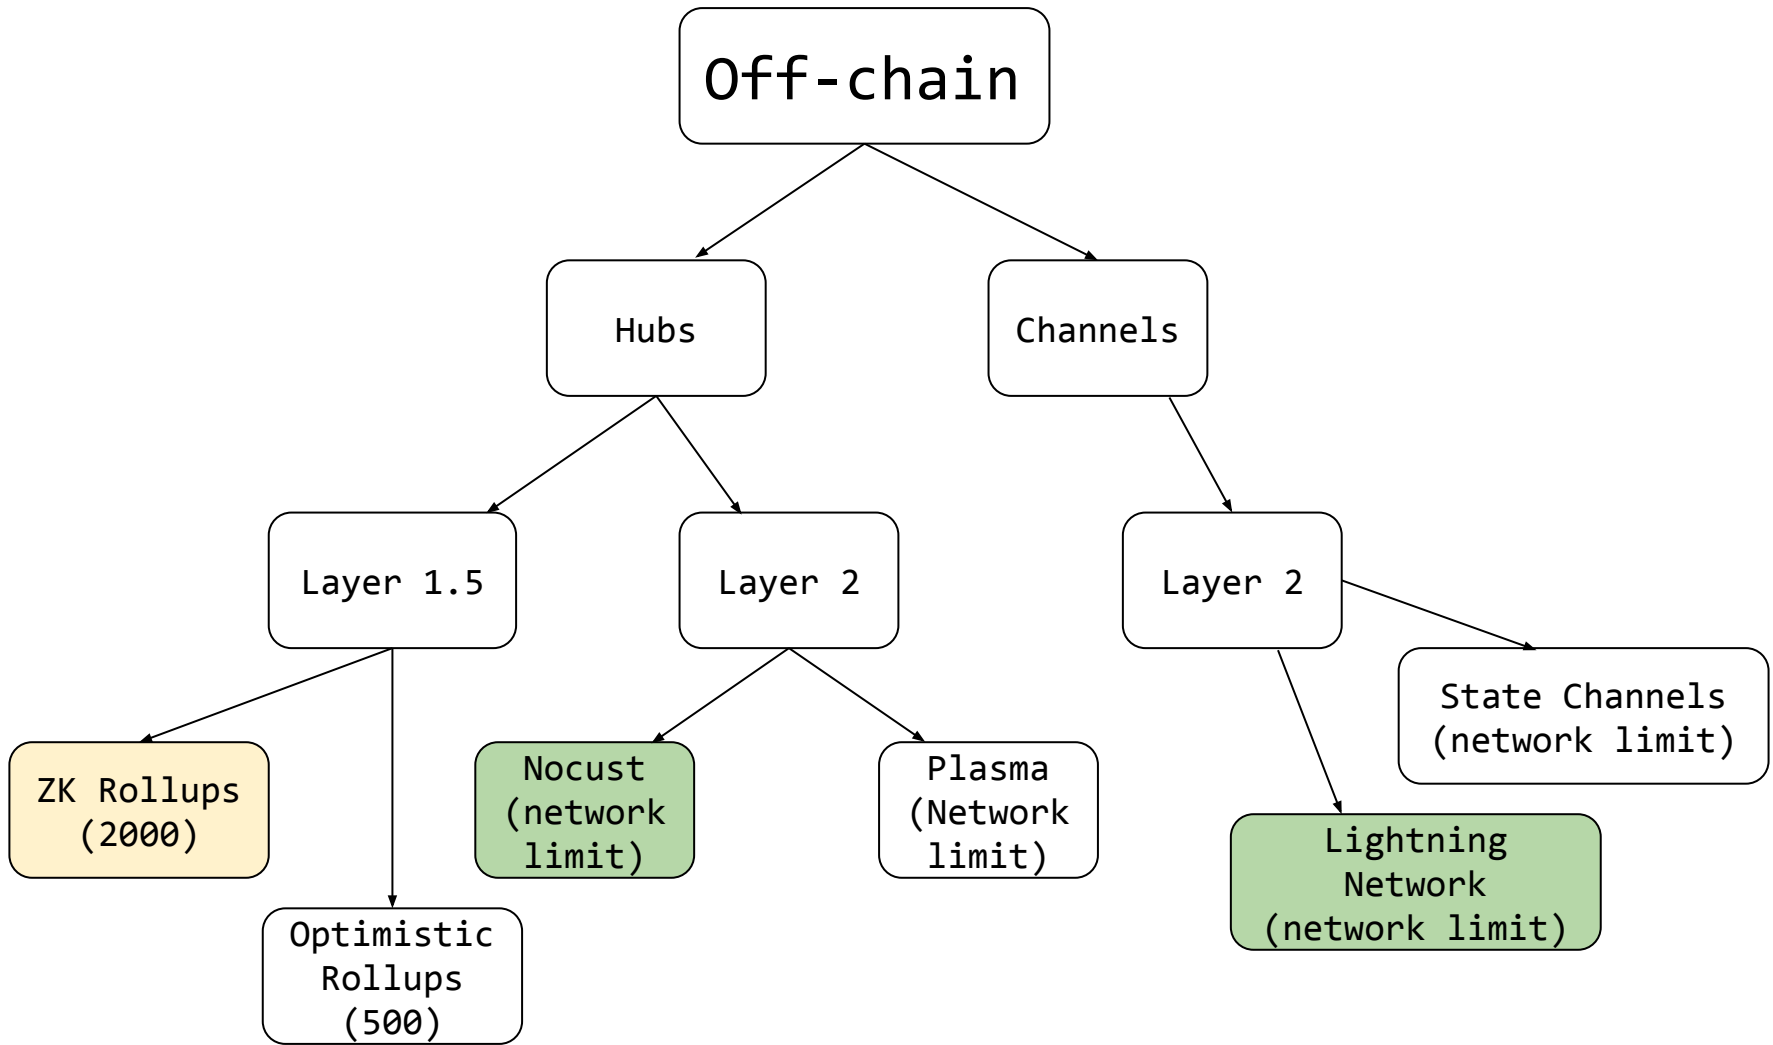 Off-chain
Hubs
Channels
Layer 1.5
Layer 2
Layer 2
State Channels
(network limit)
ZK Rollups
(2000)
Nocust
(network
limit)
Plasma
(Network
limit)
Lightning
Network
(network limit)
Optimistic
Rollups
(500)